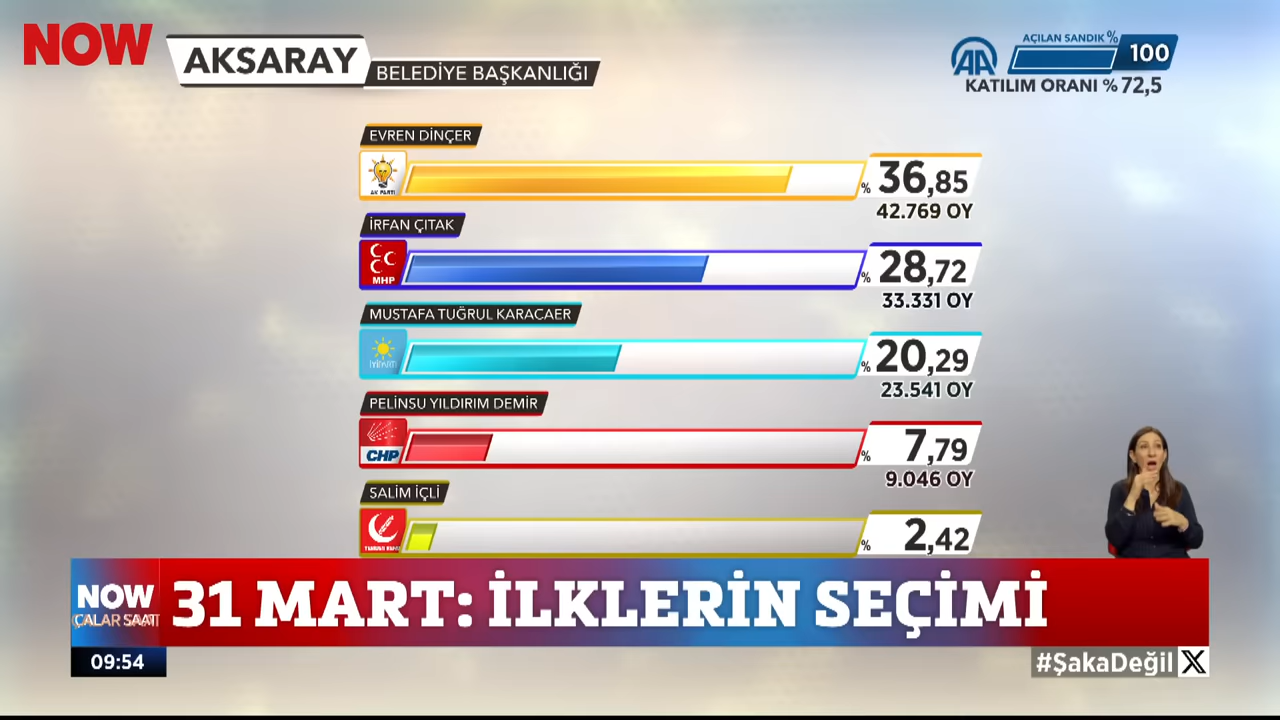 NOW
AKSARAY
BELEDİYE BAŞKANLIĞI
AA
AÇILAN SANDIK %
100
KATILIM ORANI % 72,5
EVREN DİNÇER
AK PARTİ
% 36,85
42.769 OY
İRFAN ÇITAK
MHP
% 28,72
33.331 OY
MUSTAFA TUĞRUL KARACAER
İYİ PARTİ
% 20,29
23.541 OY
PELİNSU YILDIRIM DEMİR
CHP
% 7,79
9.046 OY
SALİM İÇLİ
% 2,42
NOW
ÇALAR SAAT
31 MART: İLKLERİN SEÇİMİ
09:54
#ŞakaDeğil X